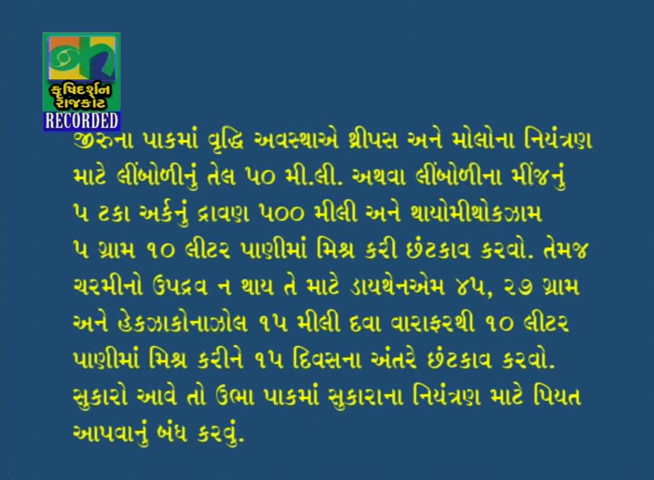 કૃષિદર્શન
રાજકોટ
RECORDED
જીરુના પાકમાં વૃદ્ધિ અવસ્થાએ થ્રીપસ અને મોલોના નિયંત્રણ
માટે લીંબોળીનું તેલ ૫૦ મી.લી. અથવા લીંબોળીના મીંજનું
૫ ટકા અર્કનું દ્રાવણ ૫૦૦ મીલી અને થાયોમીથોકઝામ
૫ ગ્રામ ૧૦ લીટર પાણીમાં મિશ્ર કરી છંટકાવ કરવો. તેમજ
ચરમીનો ઉપદ્રવ ન થાય તે માટે ડાયથેનએમ ૪૫, ૨૭ ગ્રામ
અને હેકઝાકોનાઝોલ ૧૫ મીલી દવા વારાફરથી ૧૦ લીટર
પાણીમાં મિશ્ર કરીને ૧૫ દિવસના અંતરે છંટકાવ કરવો.
સુકારો આવે તો ઉભા પાકમાં સુકારાના નિયંત્રણ માટે પિયત
આપવાનું બંધ કરવું.